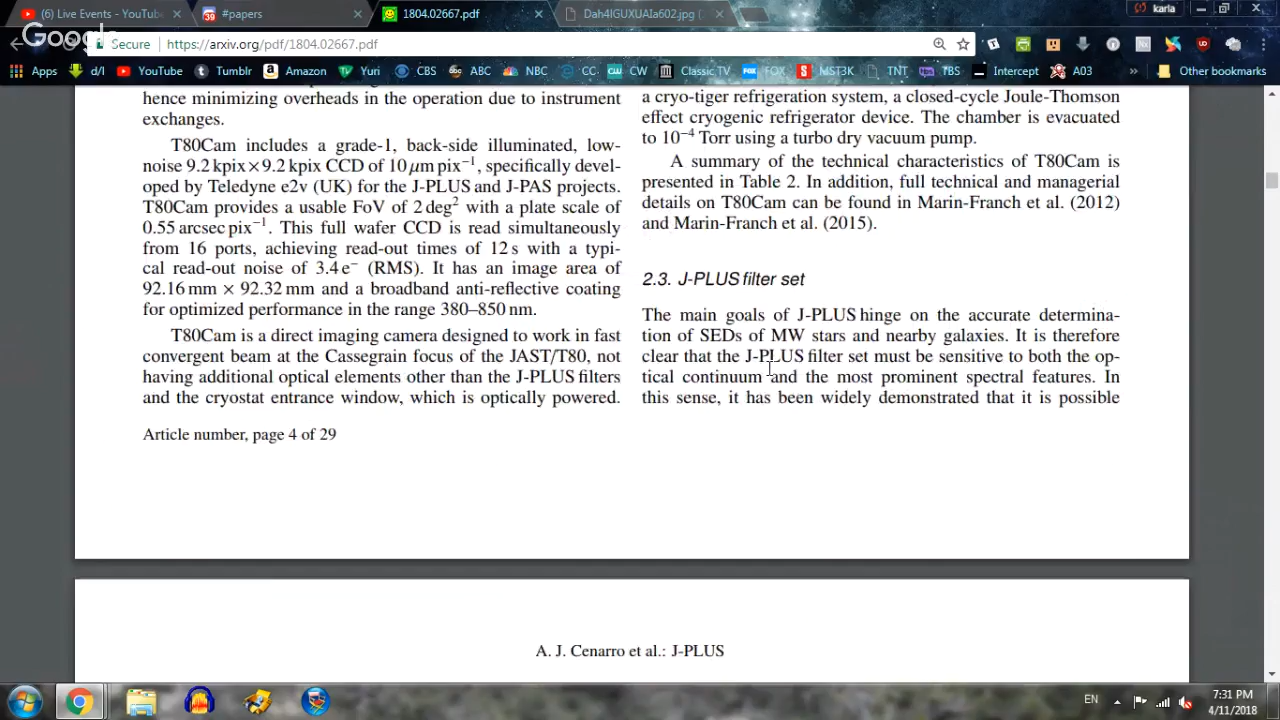 (6) Live Events - YouTube
39
#papers
1804.02667.pdf
Dah4IGUXUAIa602.jpg
karla
Google
Secure
https://arxiv.org/pdf/1804.02667.pdf
Apps
d/l
YouTube
Tumblr
Amazon
Yuri
CBS
ABC
NBC
CC
CW
Classic TV
FOX
MST3K
TNT
TBS
Intercept
A03
»
Other bookmarks
hence minimizing overheads in the operation due to instrument
exchanges.
T80Cam includes a grade-1, back-side illuminated, low-
noise 9.2 kpix×9.2 kpix CCD of 10 µm pix⁻¹, specifically devel-
oped by Teledyne e2v (UK) for the J-PLUS and J-PAS projects.
T80Cam provides a usable FoV of 2 deg² with a plate scale of
0.55 arcsec pix⁻¹. This full wafer CCD is read simultaneously
from 16 ports, achieving read-out times of 12 s with a typi-
cal read-out noise of 3.4 e⁻ (RMS). It has an image area of
92.16 mm × 92.32 mm and a broadband anti-reflective coating
for optimized performance in the range 380–850 nm.
T80Cam is a direct imaging camera designed to work in fast
convergent beam at the Cassegrain focus of the JAST/T80, not
having additional optical elements other than the J-PLUS filters
and the cryostat entrance window, which is optically powered.
Article number, page 4 of 29
a cryo-tiger refrigeration system, a closed-cycle Joule-Thomson
effect cryogenic refrigerator device. The chamber is evacuated
to 10⁻⁴ Torr using a turbo dry vacuum pump.
A summary of the technical characteristics of T80Cam is
presented in Table 2. In addition, full technical and managerial
details on T80Cam can be found in Marin-Franch et al. (2012)
and Marin-Franch et al. (2015).
2.3. J-PLUS filter set
The main goals of J-PLUS hinge on the accurate determina-
tion of SEDs of MW stars and nearby galaxies. It is therefore
clear that the J-PLUS filter set must be sensitive to both the op-
tical continuum and the most prominent spectral features. In
this sense, it has been widely demonstrated that it is possible
A. J. Cenarro et al.: J-PLUS
EN
7:31 PM
4/11/2018